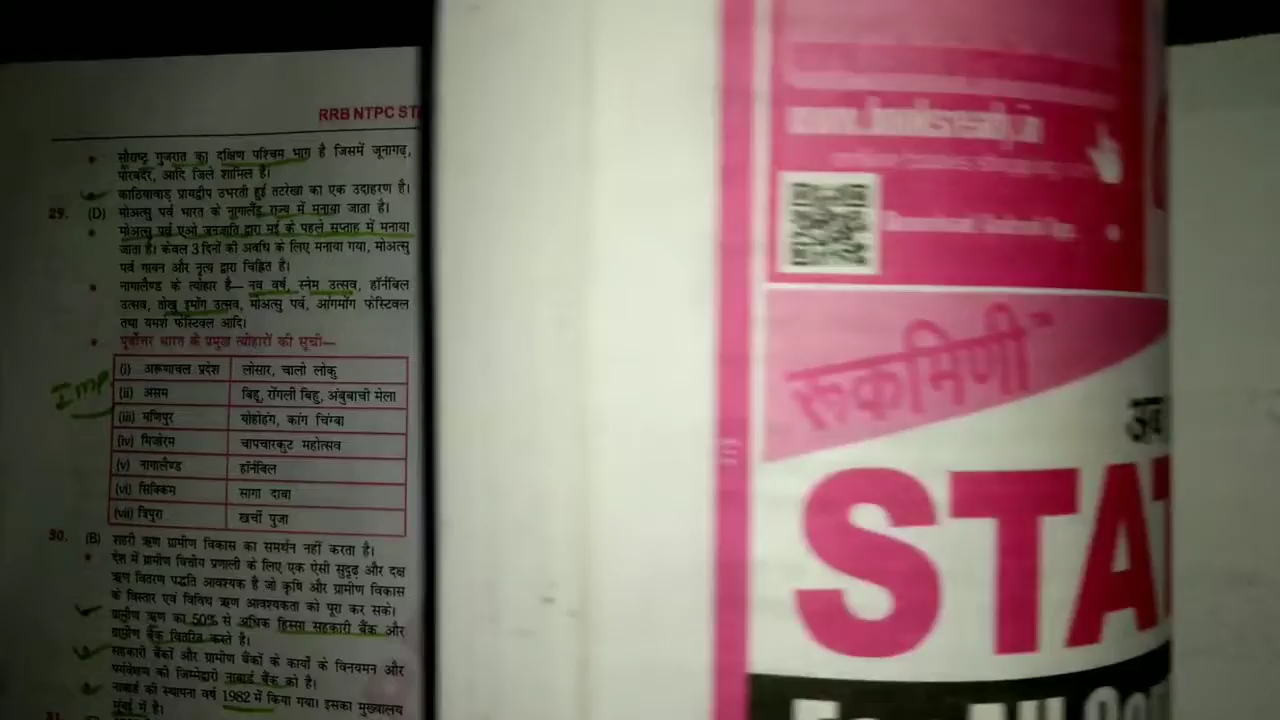 RRB NTPC ST
सौराष्ट्र गुजरात का दक्षिण पश्चिम भाग है जिसमें जूनागढ़,
पोरबंदर, आदि जिले शामिल है।
काठियावाड़ प्रायद्वीप उभरती हुई तटरेखा का एक उदाहरण है।
29. (D) मोअत्सु पर्व भारत के नागालैंड राज्य में मनाया जाता है।
मोअत्सु पर्व एओ जनजाति द्वारा मई के पहले सप्ताह में मनाया
जाता है। केवल 3 दिनों की अवधि के लिए मनाया गया, मोअत्सु
पर्व गायन और नृत्य द्वारा चिह्नित है।
नागालैण्ड के त्योहार है— नव वर्ष, स्नेम उत्सव, हॉर्नबिल
उत्सव, तोखु इमोंग उत्सव, मोअत्सु पर्व, ओंगमोंग फेस्टिवल
तथा यमशे फेस्टिवल आदि।
पूर्वोत्तर भारत के प्रमुख त्योहारों की सूची—
Imp
(i) अरूणाचल प्रदेश लोसार, चालो लोकु
(ii) असम बिहू, रोंगली बिहु, अंबुबाची मेला
(iii) मणिपुर योहोहंग, कांग चिंग्बा
(iv) मिजोरम चापचारकुट महोत्सव
(v) नागालैण्ड हॉर्नबिल
(vi) सिक्किम सागा दावा
(vii) त्रिपुरा खर्ची पुजा
30. (B) शहरी ऋण ग्रामीण विकास का समर्थन नहीं करता है।
देश में ग्रामीण वित्तीय प्रणाली के लिए एक ऐसी सुदृढ़ और दक्ष
ऋण वितरण पद्धति आवश्यक है जो कृषि और ग्रामीण विकास
के विस्तार एवं विविध ऋण आवश्यकता को पूरा कर सके।
ग्रामीण ऋण का 50% से अधिक हिस्सा सहकारी बैंक और
ग्रामीण बैंक वितरित करते है।
सहकारी बैंकों और ग्रामीण बैंकों के कार्यों के विनयमन और
पर्यवेक्षण की जिम्मेदारी नाबार्ड बैंक को है।
नाबार्ड की स्थापना वर्ष 1982 में किया गया। इसका मुख्यालय
मुंबई में है।
रूकमिणी
अब
STAT